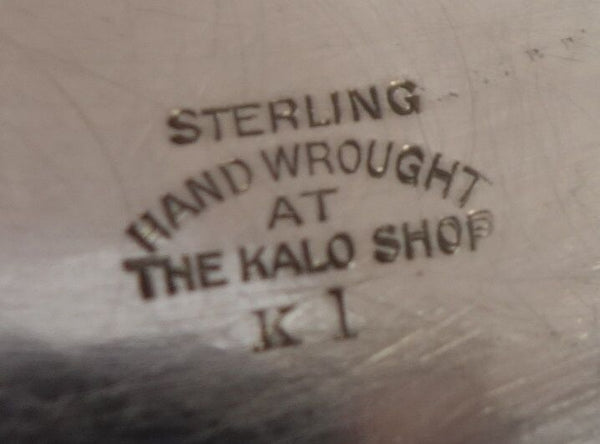 STERLING
HAND WROUGHT
AT
THE KALO SHOP
K 1